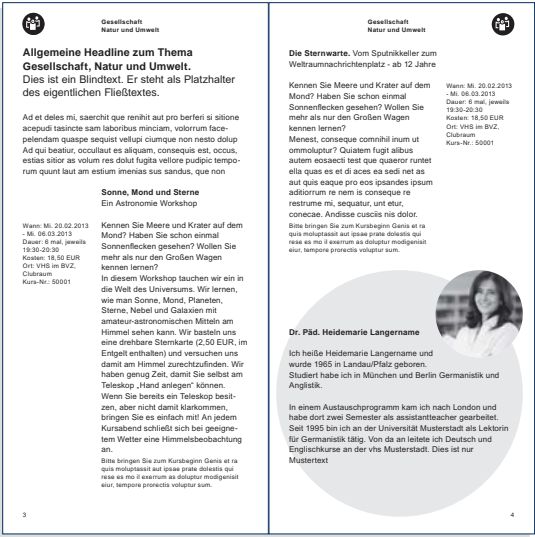 Gesellschaft
Natur und Umwelt
Allgemeine Headline zum Thema
Gesellschaft, Natur und Umwelt.
Dies ist ein Blindtext. Er steht als Platzhalter
des eigentlichen Fließtextes.
Ad et deles mi, saerchit que renihit aut pro berferi si sitione
acepudi tasincte sam laboribus minciam, volorrum face-
pelendam quaspe sequist vellupi ciumque non nesto dolup
Ad qui beatiur, occullaut es aliquam, consequis est, occus,
estias sitior as volum res dolut fugita vellore pudipic tempo-
rum quunt laut am estium imenias sus sandus, que non
Sonne, Mond und Sterne
Ein Astronomie Workshop
Wann: Mi. 20.02.2013
- Mi. 06.03.2013
Dauer: 6 mal, jeweils
19:30-20:30
Kosten: 18,50 EUR
Ort: VHS im BVZ,
Clubraum
Kurs-Nr.: 50001
Kennen Sie Meere und Krater auf dem
Mond? Haben Sie schon einmal
Sonnenflecken gesehen? Wollen Sie
mehr als nur den Großen Wagen
kennen lernen?
In diesem Workshop tauchen wir ein in
die Welt des Universums. Wir lernen,
wie man Sonne, Mond, Planeten,
Sterne, Nebel und Galaxien mit
amateur-astronomischen Mitteln am
Himmel sehen kann. Wir basteln uns
eine drehbare Sternkarte (2,50 EUR, im
Entgelt enthalten) und versuchen uns
damit am Himmel zurechtzufinden. Wir
haben genug Zeit, damit Sie selbst am
Teleskop „Hand anlegen“ können.
Wenn Sie bereits ein Teleskop besit-
zen, aber nicht damit klarkommen,
bringen Sie es einfach mit! An jedem
Kursabend schließt sich bei geeigne-
tem Wetter eine Himmelsbeobachtung
an.
Bitte bringen Sie zum Kursbeginn Genis et ra
quis moluptassit aut ipsae prate dolestis qui
rese es mo il exerrum as doluptur modigenisit
eiur, tempore prorectis voluptur sum.
3
Gesellschaft
Natur und Umwelt
Die Sternwarte. Vom Sputnikkeller zum
Weltraumnachrichtenplatz - ab 12 Jahre
Kennen Sie Meere und Krater auf dem
Mond? Haben Sie schon einmal
Sonnenflecken gesehen? Wollen Sie
mehr als nur den Großen Wagen
kennen lernen?
Menest, conseque comnihil inum ut
ommoluptur? Quiatem fugit alibus
autem eosaecti test que quaeror runtet
ella quas es et di aces ea sedi net as
aut quis eaque pro eos ipsandes ipsum
aditiorum re nem is conseque re
restrume mi, sequatur, unt etur,
conecae. Andisse cusciis nis dolor.
Bitte bringen Sie zum Kursbeginn Genis et ra
quis moluptassit aut ipsae prate dolestis qui
rese es mo il exerrum as doluptur modigenisit
eiur, tempore prorectis voluptur sum.
Wann: Mi. 20.02.2013
- Mi. 06.03.2013
Dauer: 6 mal, jeweils
19:30-20:30
Kosten: 18,50 EUR
Ort: VHS im BVZ,
Clubraum
Kurs-Nr.: 50001
Dr. Päd. Heidemarie Langername
Ich heiße Heidemarie Langername und
wurde 1965 in Landau/Pfalz geboren.
Studiert habe ich in München und Berlin Germanistik und
Anglistik.
In einem Austauschprogramm kam ich nach London und
habe dort zwei Semester als assistantteacher gearbeitet.
Seit 1995 bin ich an der Universität Musterstadt als Lektorin
für Germanistik tätig. Von da an leitete ich Deutsch und
Englischkurse an der vhs Musterstadt. Dies ist nur
Mustertext
4